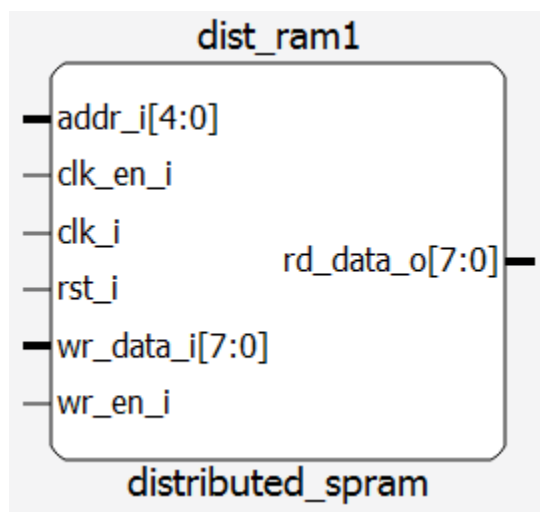 dist_ram1
addr_i[4:0]
clk_en_i
clk_i
rd_data_o[7:0]
rst_i
wr_data_i[7:0]
wr_en_i
distributed_spram